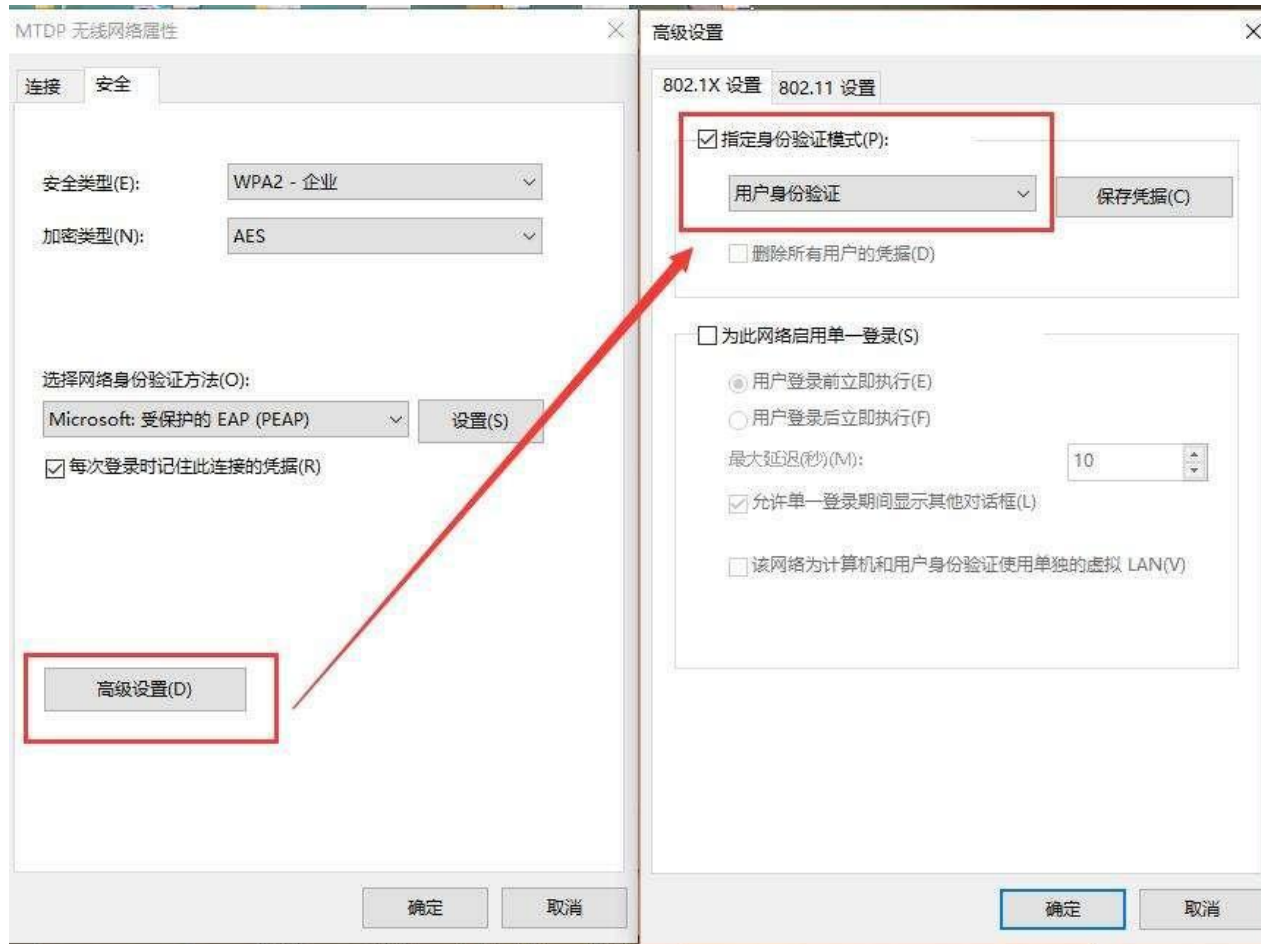 MTDP 无线网络属性
连接
安全
安全类型(E):
WPA2 - 企业
加密类型(N):
AES
选择网络身份验证方法(O):
Microsoft: 受保护的 EAP (PEAP)
设置(S)
每次登录时记住此连接的凭据(R)
高级设置(D)
确定
取消
高级设置
802.1X 设置
802.11 设置
指定身份验证模式(P):
用户身份验证
保存凭据(C)
删除所有用户的凭据(D)
为此网络启用单一登录(S)
用户登录前立即执行(E)
用户登录后立即执行(F)
最大延迟(秒)(M):
10
允许单一登录期间显示其他对话框(L)
该网络为计算机和用户身份验证使用单独的虚拟 LAN(V)
确定
取消